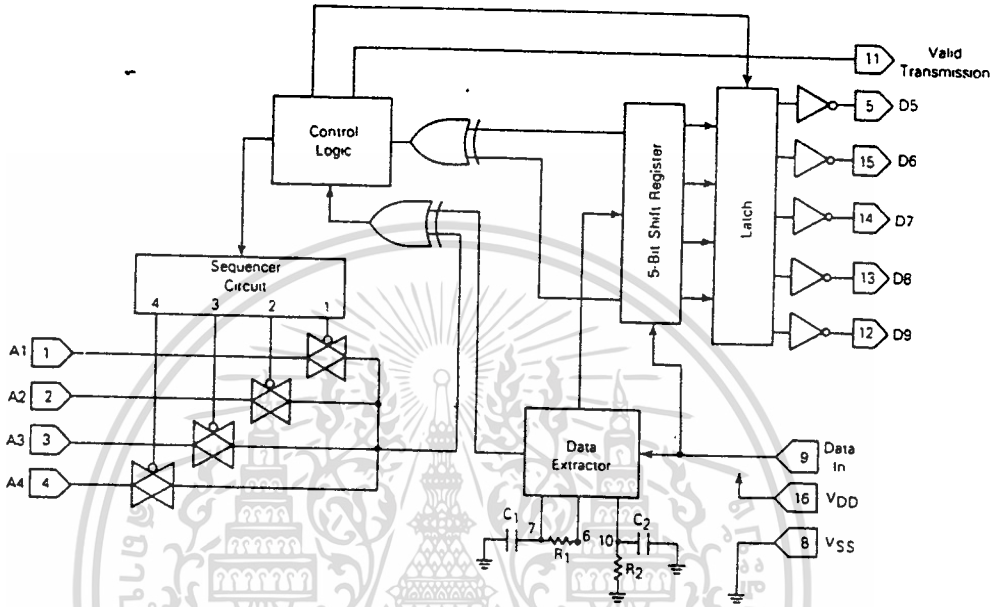 11 Valid Transmission
5 D5
15 D6
14 D7
13 D8
12 D9
Control Logic
5-Bit Shift Register
Latch
Sequencer Circuit
4 3 2 1
A1 1
A2 2
A3 3
A4 4
Data Extractor
9 Data In
16 VDD
8 VSS
C1 7 R1 6 10 C2
R2